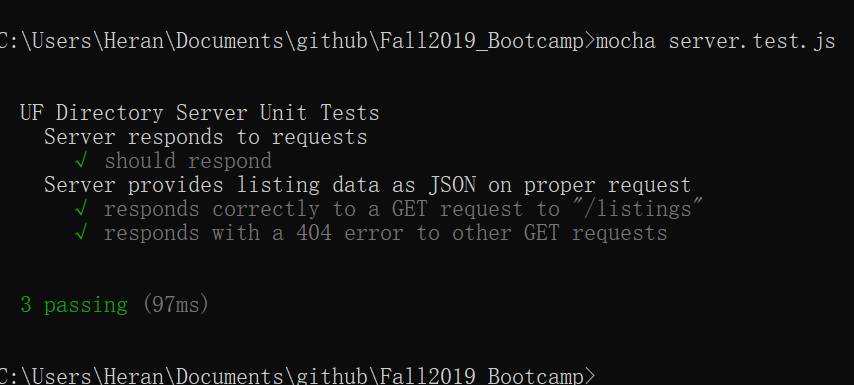 C:\Users\Heran\Documents\github\Fall2019_Bootcamp>mocha server.test.js
UF Directory Server Unit Tests
Server responds to requests
√ should respond
Server provides listing data as JSON on proper request
√ responds correctly to a GET request to "/listings"
√ responds with a 404 error to other GET requests
3 passing (97ms)
C:\Users\Heran\Documents\github\Fall2019_Bootcamp>